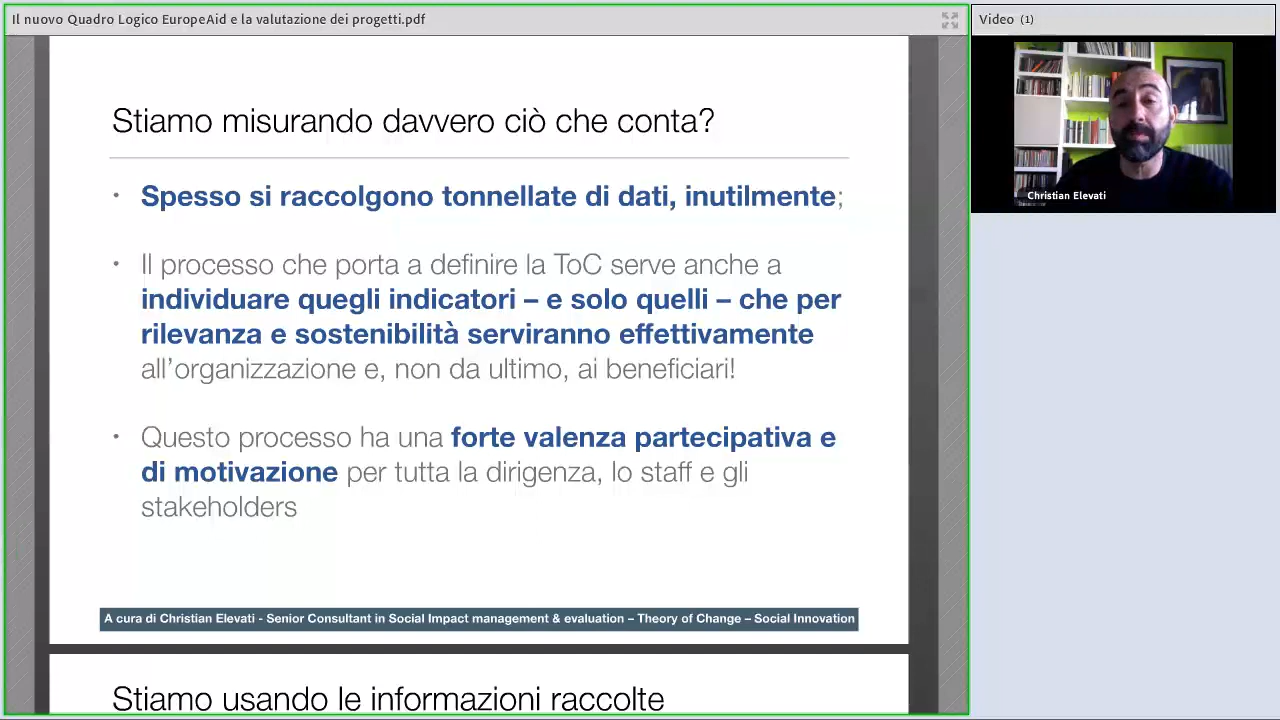 Il nuovo Quadro Logico EuropeAid e la valutazione dei progetti.pdf
Video (1)
Christian Elevati
Stiamo misurando davvero ciò che conta?
• Spesso si raccolgono tonnellate di dati, inutilmente;
• Il processo che porta a definire la ToC serve anche a
individuare quegli indicatori – e solo quelli – che per
rilevanza e sostenibilità serviranno effettivamente
all’organizzazione e, non da ultimo, ai beneficiari!
• Questo processo ha una forte valenza partecipativa e
di motivazione per tutta la dirigenza, lo staff e gli
stakeholders
A cura di Christian Elevati - Senior Consultant in Social Impact management & evaluation – Theory of Change – Social Innovation
Stiamo usando le informazioni raccolte